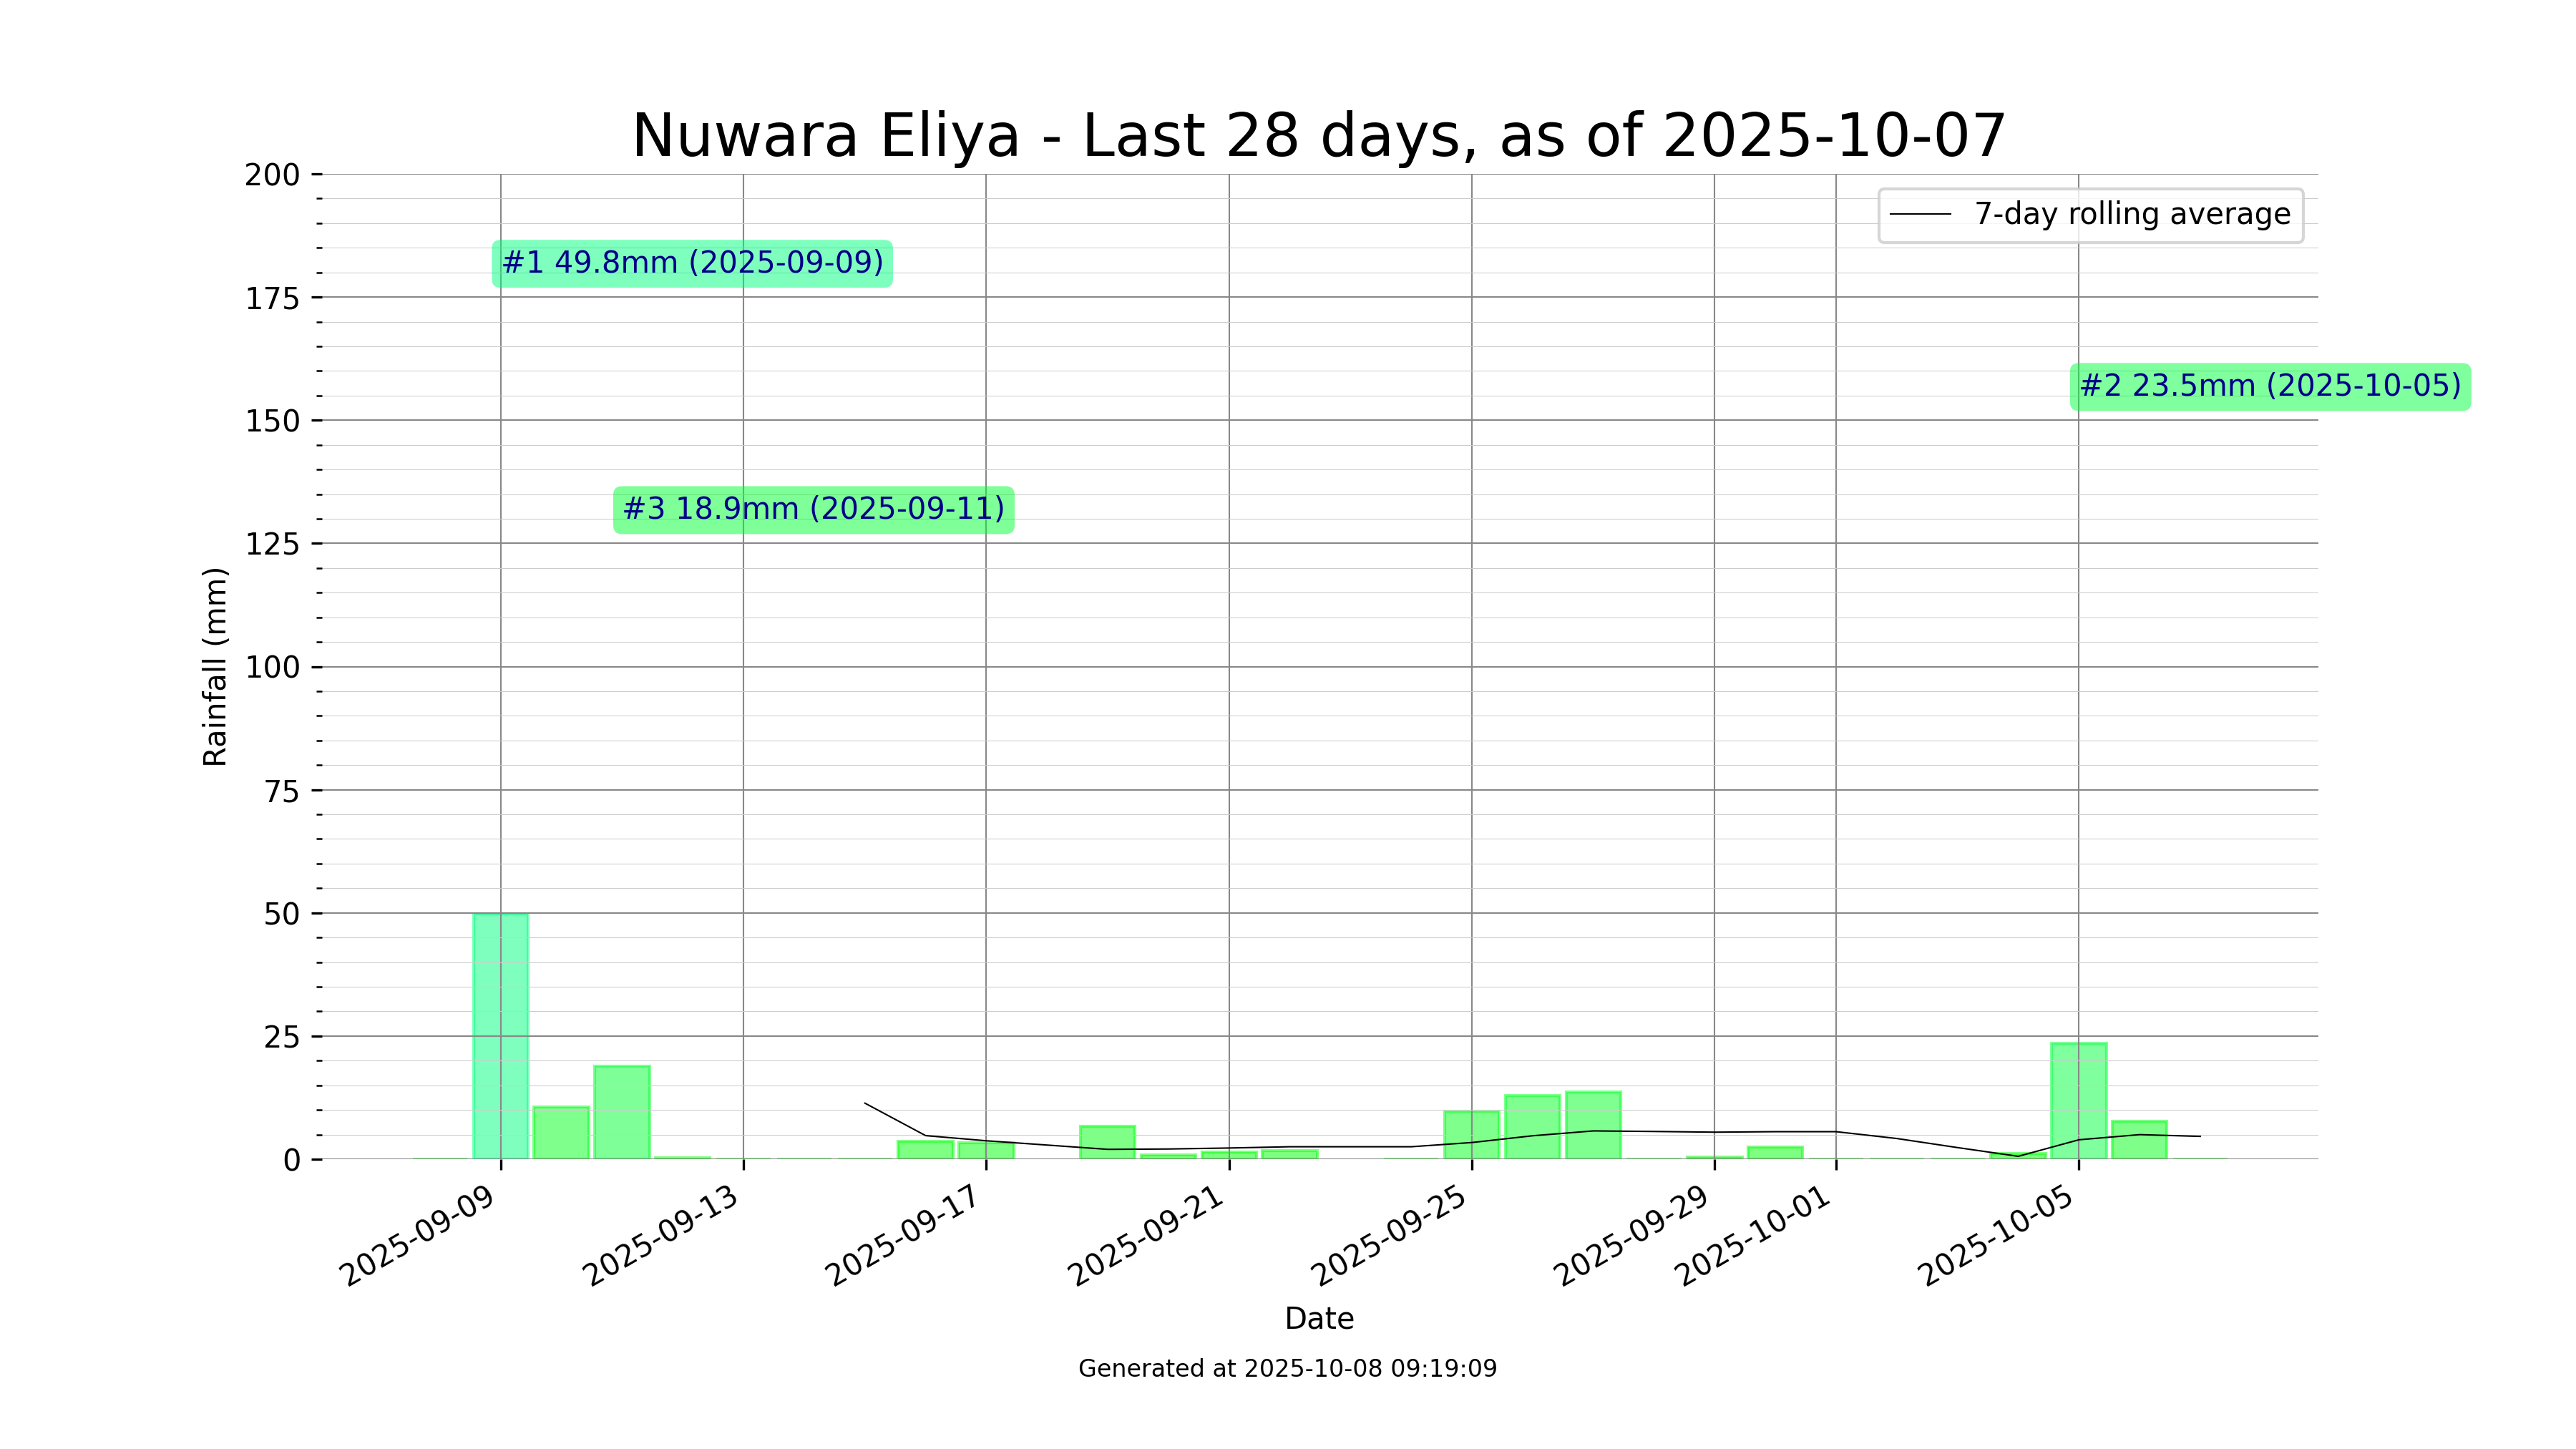 Nuwara Eliya - Last 28 days, as of 2025-10-07
200
175
150
125
100
75
50
25
0
Rainfall (mm)
7-day rolling average
#1 49.8mm (2025-09-09)
#2 23.5mm (2025-10-05)
#3 18.9mm (2025-09-11)
2025-09-09
2025-09-13
2025-09-17
2025-09-21
2025-09-25
2025-09-29
2025-10-01
2025-10-05
Date
Generated at 2025-10-08 09:19:09